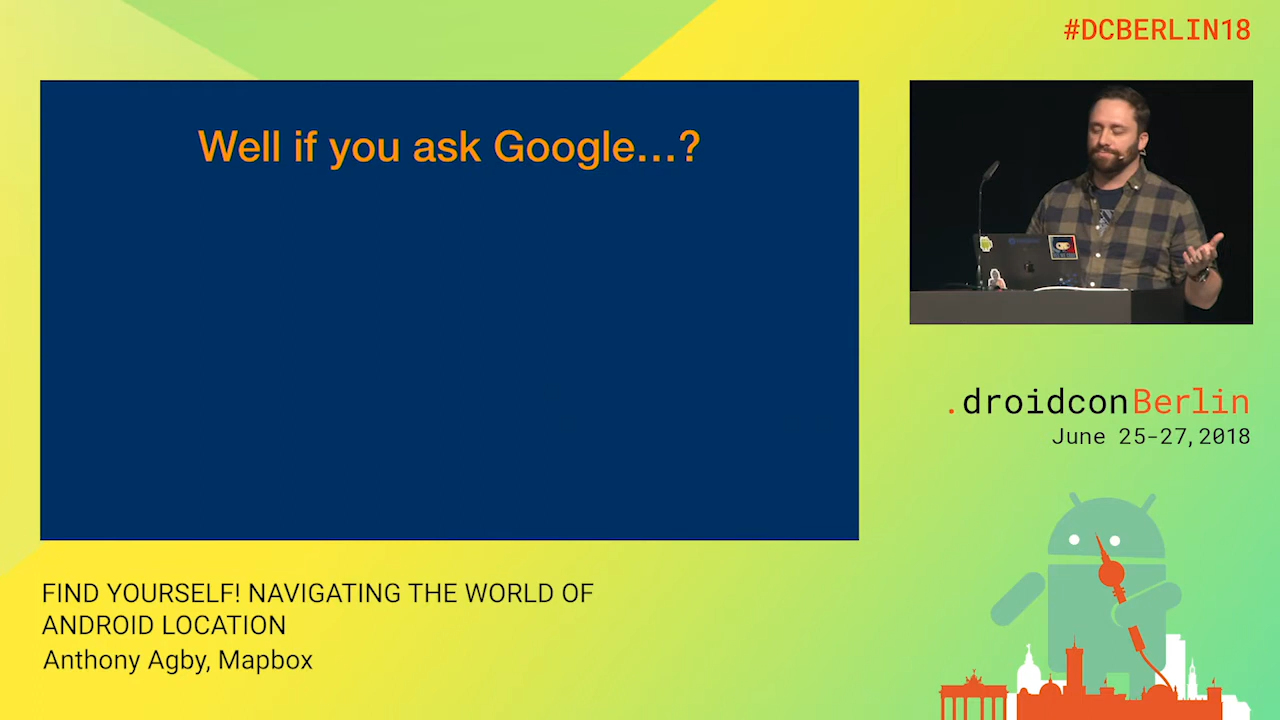 #DCBERLIN18
Well if you ask Google...?
.droidconBerlin
June 25-27, 2018
FIND YOURSELF! NAVIGATING THE WORLD OF
ANDROID LOCATION
Anthony Agby, Mapbox